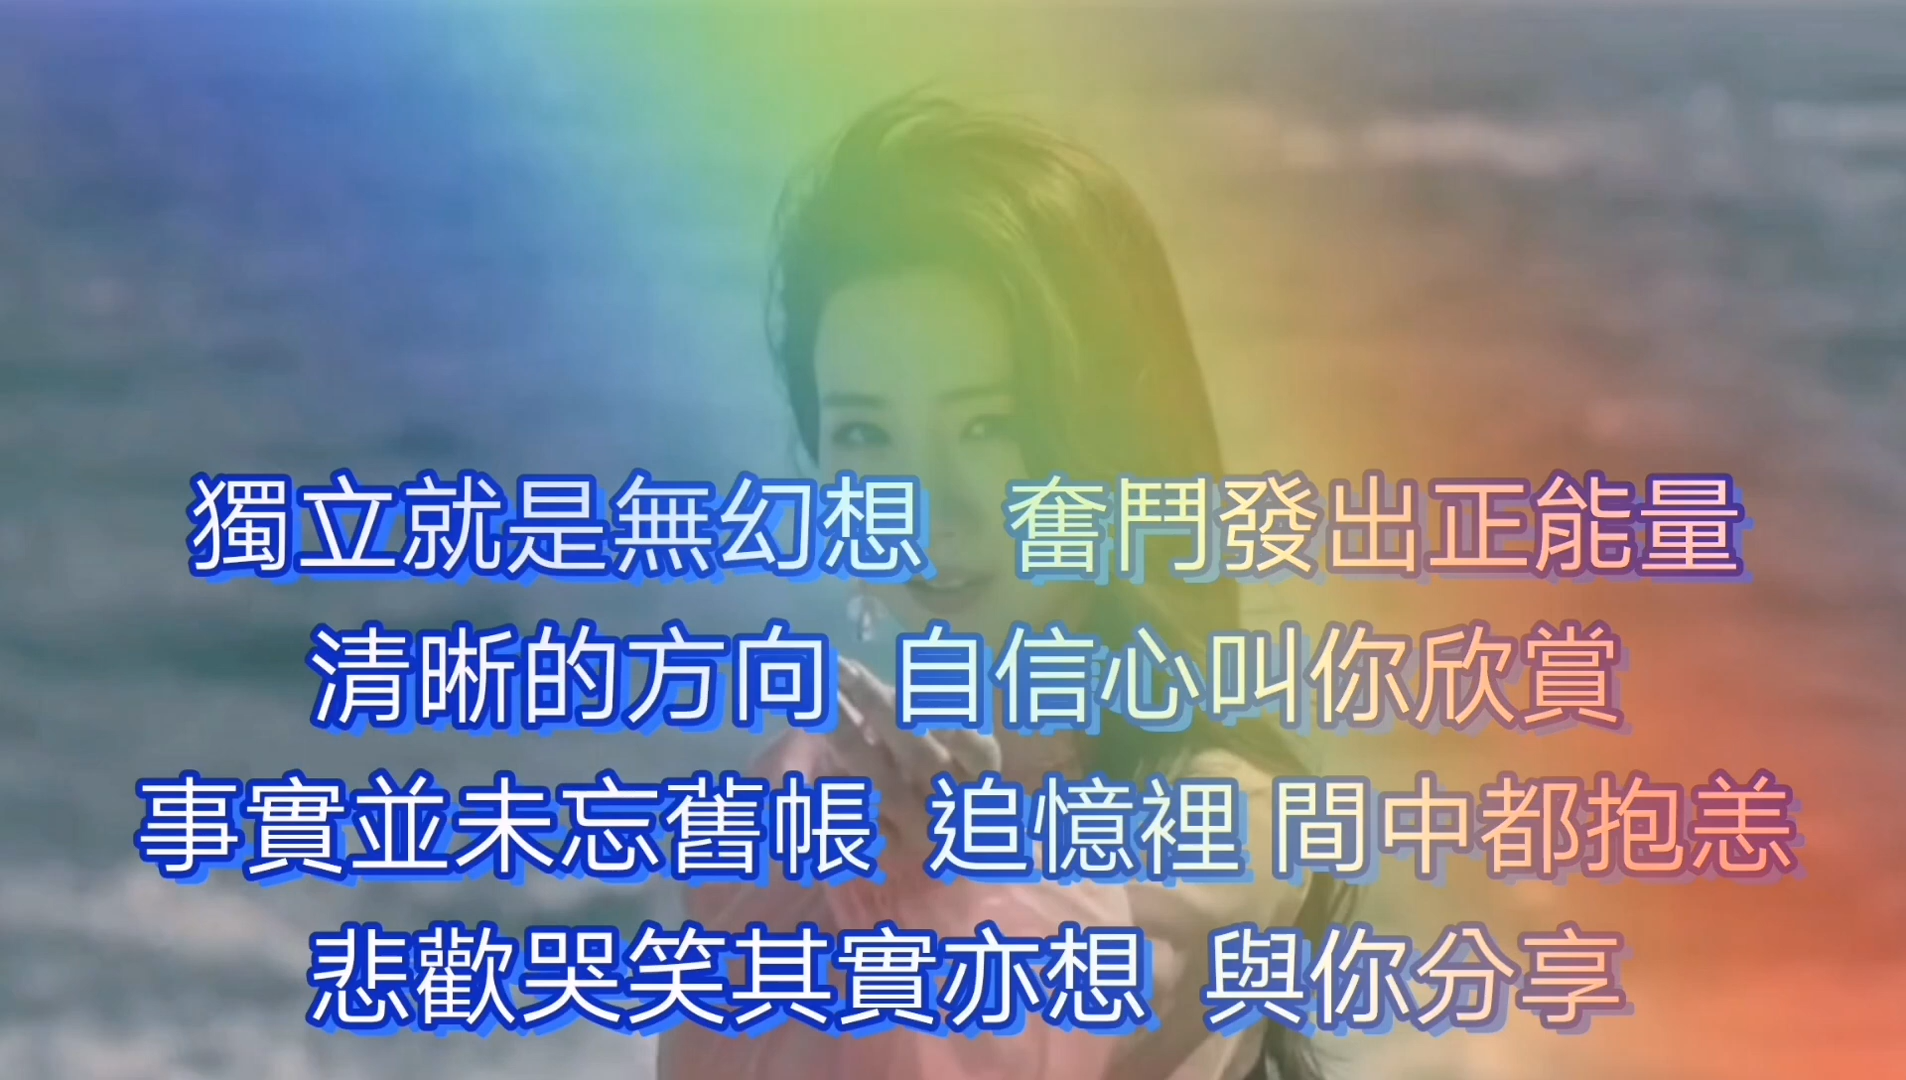 獨立就是無幻想 奮鬥發出正能量
清晰的方向 自信心叫你欣賞
事實並未忘舊帳 追憶裡 間中都抱恙
悲歡哭笑其實亦想 與你分享